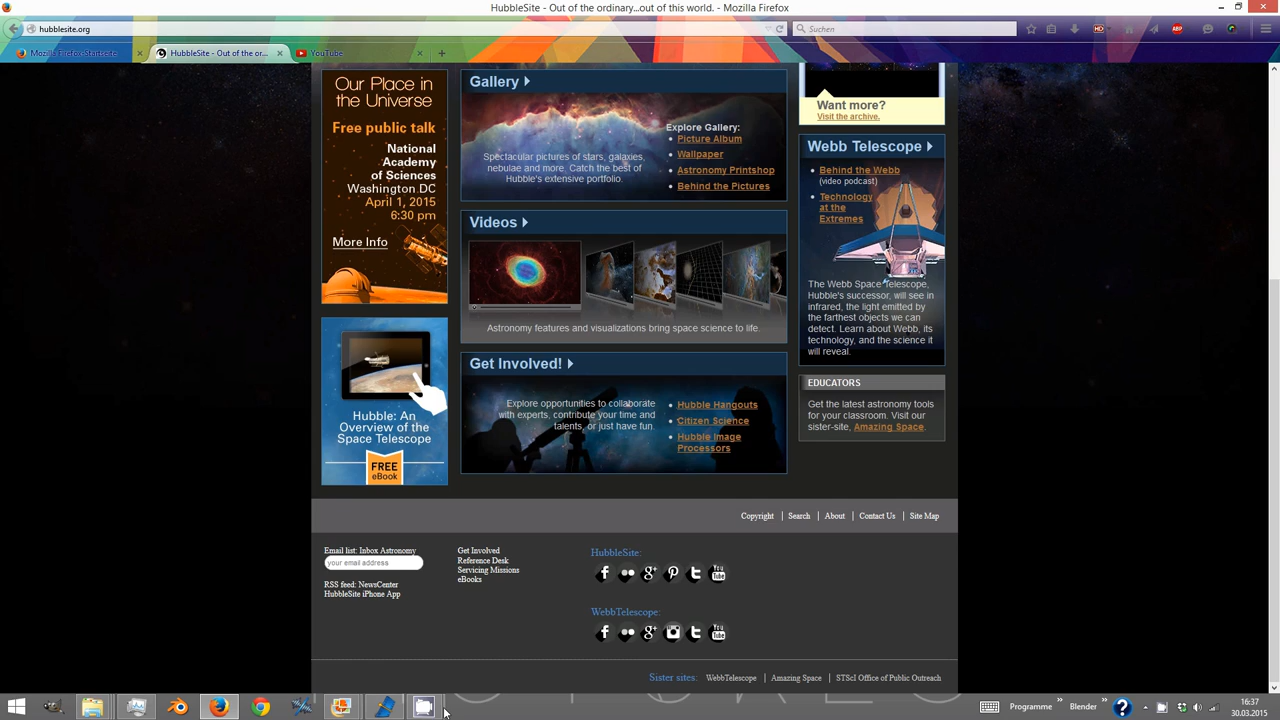 HubbleSite - Out of the ordinary...out of this world. - Mozilla Firefox
hubblesite.org
Suchen
Mozilla Firefox-Startseite
HubbleSite - Out of the or...
YouTube
Our Place in
the Universe
Free public talk
National
Academy
of Sciences
Washington DC
April 1, 2015
6:30 pm
More Info
Hubble: An
Overview of the
Space Telescope
FREE
eBook
Gallery
Spectacular pictures of stars, galaxies,
nebulae and more. Catch the best of
Hubble's extensive portfolio.
Explore Gallery:
Picture Album
Wallpaper
Astronomy Printshop
Behind the Pictures
Videos
Astronomy features and visualizations bring space science to life.
Get Involved!
Explore opportunities to collaborate
with experts, contribute your time and
talents, or just have fun.
Hubble Hangouts
Citizen Science
Hubble Image
Processors
Want more?
Visit the archive.
Webb Telescope
Behind the Webb
(video podcast)
Technology
at the
Extremes
The Webb Space Telescope,
Hubble's successor, will see in
infrared, the light emitted by
the farthest objects we can
detect. Learn about Webb, its
technology, and the science it
will reveal.
EDUCATORS
Get the latest astronomy tools
for your classroom. Visit our
sister-site, Amazing Space.
Copyright | Search | About | Contact Us | Site Map
Email list: Inbox Astronomy
your email address
RSS feed: NewsCenter
HubbleSite iPhone App
Get Involved
Reference Desk
Servicing Missions
eBooks
HubbleSite:
WebbTelescope:
Sister sites: WebbTelescope | Amazing Space | STScI Office of Public Outreach
Programme
Blender
16:37
30.03.2015